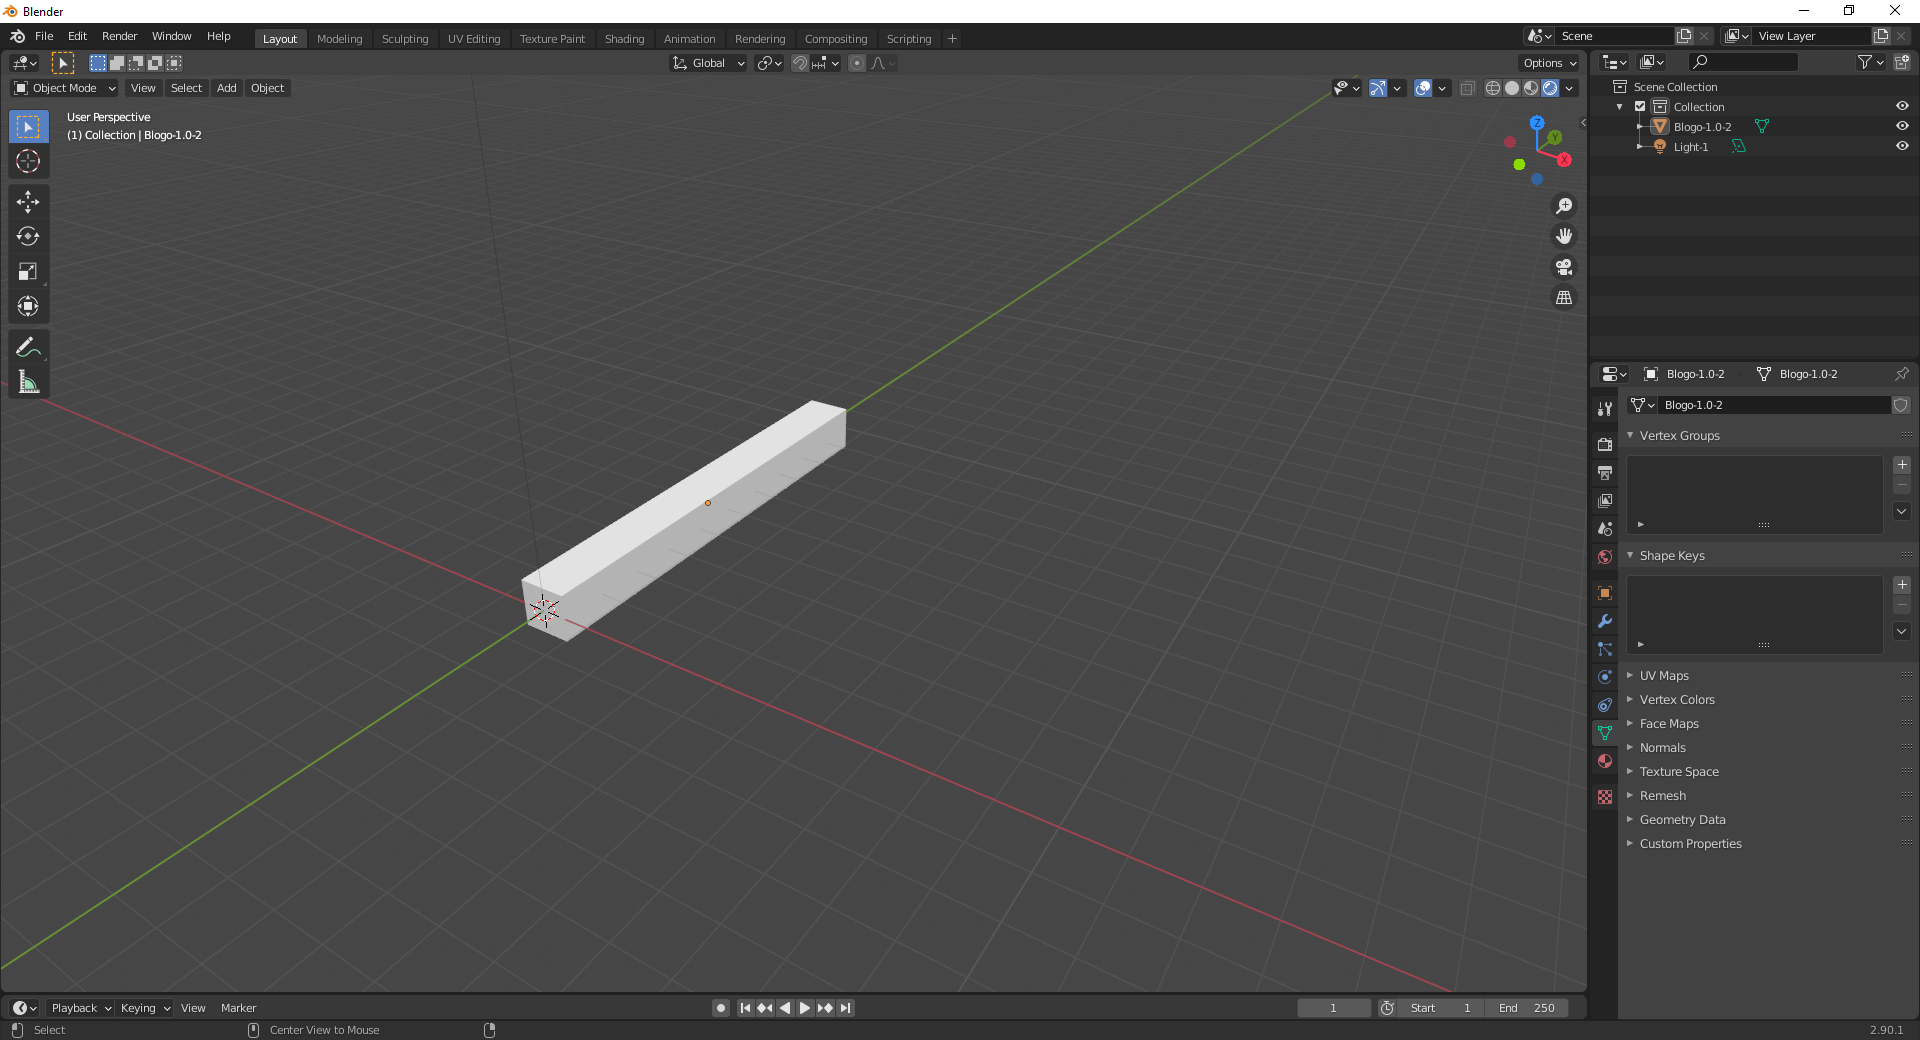 Blender
File Edit Render Window Help Layout Modeling Sculpting UV Editing Texture Paint Shading Animation Rendering Compositing Scripting + Scene View Layer
Global Options
Object Mode View Select Add Object
User Perspective
(1) Collection | Blogo-1.0-2
Z
Y
X
Scene Collection
Collection
Blogo-1.0-2
Light-1
Blogo-1.0-2 Blogo-1.0-2
Blogo-1.0-2
Vertex Groups
Shape Keys
UV Maps
Vertex Colors
Face Maps
Normals
Texture Space
Remesh
Geometry Data
Custom Properties
Playback Keying View Marker 1 Start 1 End 250
Select Center View to Mouse 2.90.1